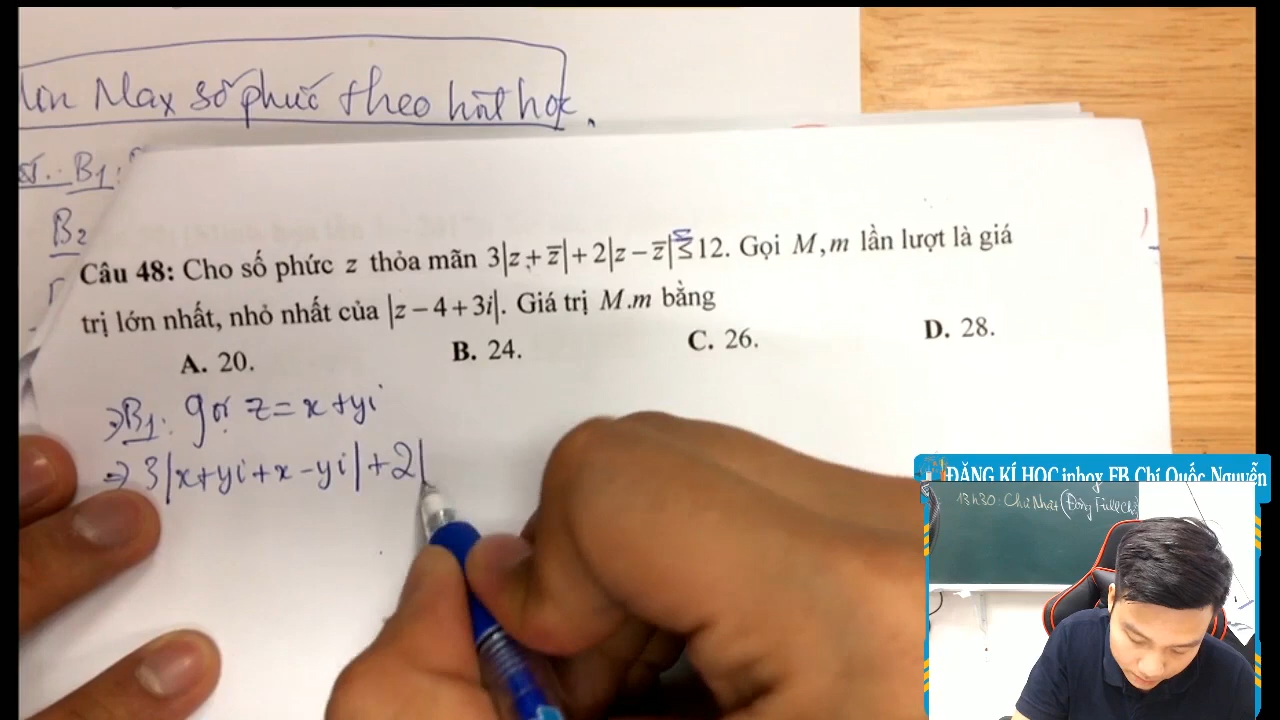 Min Max số phức theo hình học.
B1:
B2
Câu 48: Cho số phức z thỏa mãn 3|z + z̅| + 2|z − z̅| ≤ 12. Gọi M, m lần lượt là giá
trị lớn nhất, nhỏ nhất của |z − 4 + 3i|. Giá trị M.m bằng
A. 20. B. 24. C. 26. D. 28.
⇒ B1: gọi z = x + yi
⇒ 3|x + yi + x − yi| + 2|
ĐĂNG KÍ HỌC inbox FB Chí Quốc Nguyễn
13h30: Chủ Nhật